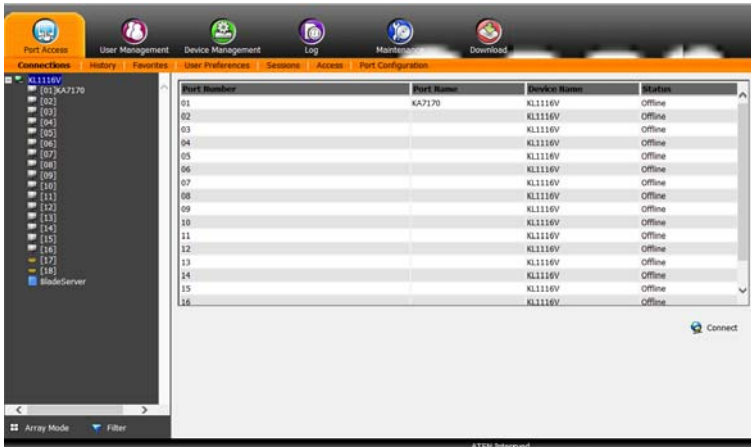 Port Access User Management Device Management Log Maintenance Download
Connections History Favorites User Preferences Sessions Access Port Configuration
KL1116V
[01]KA7170
[02]
[03]
[04]
[05]
[06]
[07]
[08]
[09]
[10]
[11]
[12]
[13]
[14]
[15]
[16]
[17]
[18]
BladeServer
Port Number Port Name Device Name Status
01 KA7170 KL1116V Offline
02 KL1116V Offline
03 KL1116V Offline
04 KL1116V Offline
05 KL1116V Offline
06 KL1116V Offline
07 KL1116V Offline
08 KL1116V Offline
09 KL1116V Offline
10 KL1116V Offline
11 KL1116V Offline
12 KL1116V Offline
13 KL1116V Offline
14 KL1116V Offline
15 KL1116V Offline
16 KL1116V Offline
Connect
Array Mode Filter
ATEN